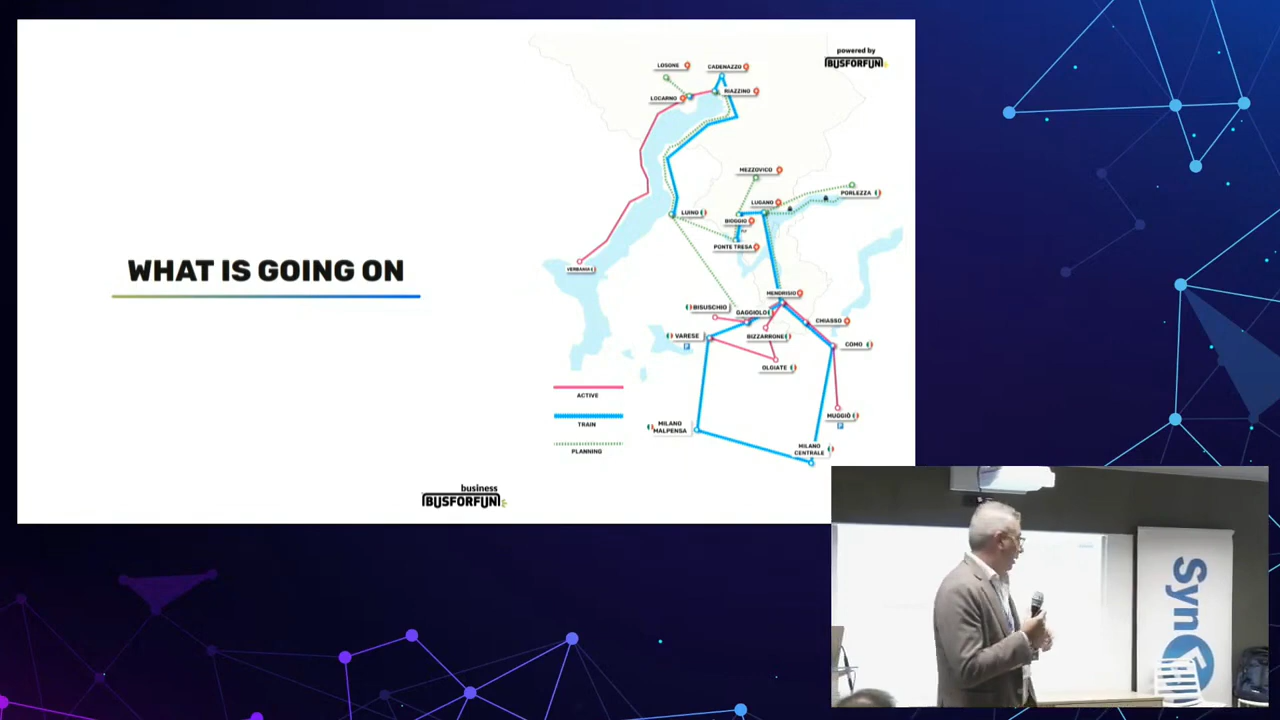 WHAT IS GOING ON
powered by
BUSFORFUN
LOSONE
CADENAZZO
LOCARNO
RIAZZINO
MEZZOVICO
PORLEZZA
LUGANO
LUINO
BIOGGIO
PONTE TRESA
VERBANIA
MENDRISIO
BISUSCHIO
GAGGIOLO
CHIASSO
VARESE
P
BIZZARRONE
COMO
OLGIATE
MUGGIÒ
P
MILANO
MALPENSA
MILANO
CENTRALE
ACTIVE
TRAIN
PLANNING
business
BUSFORFUN
Syn